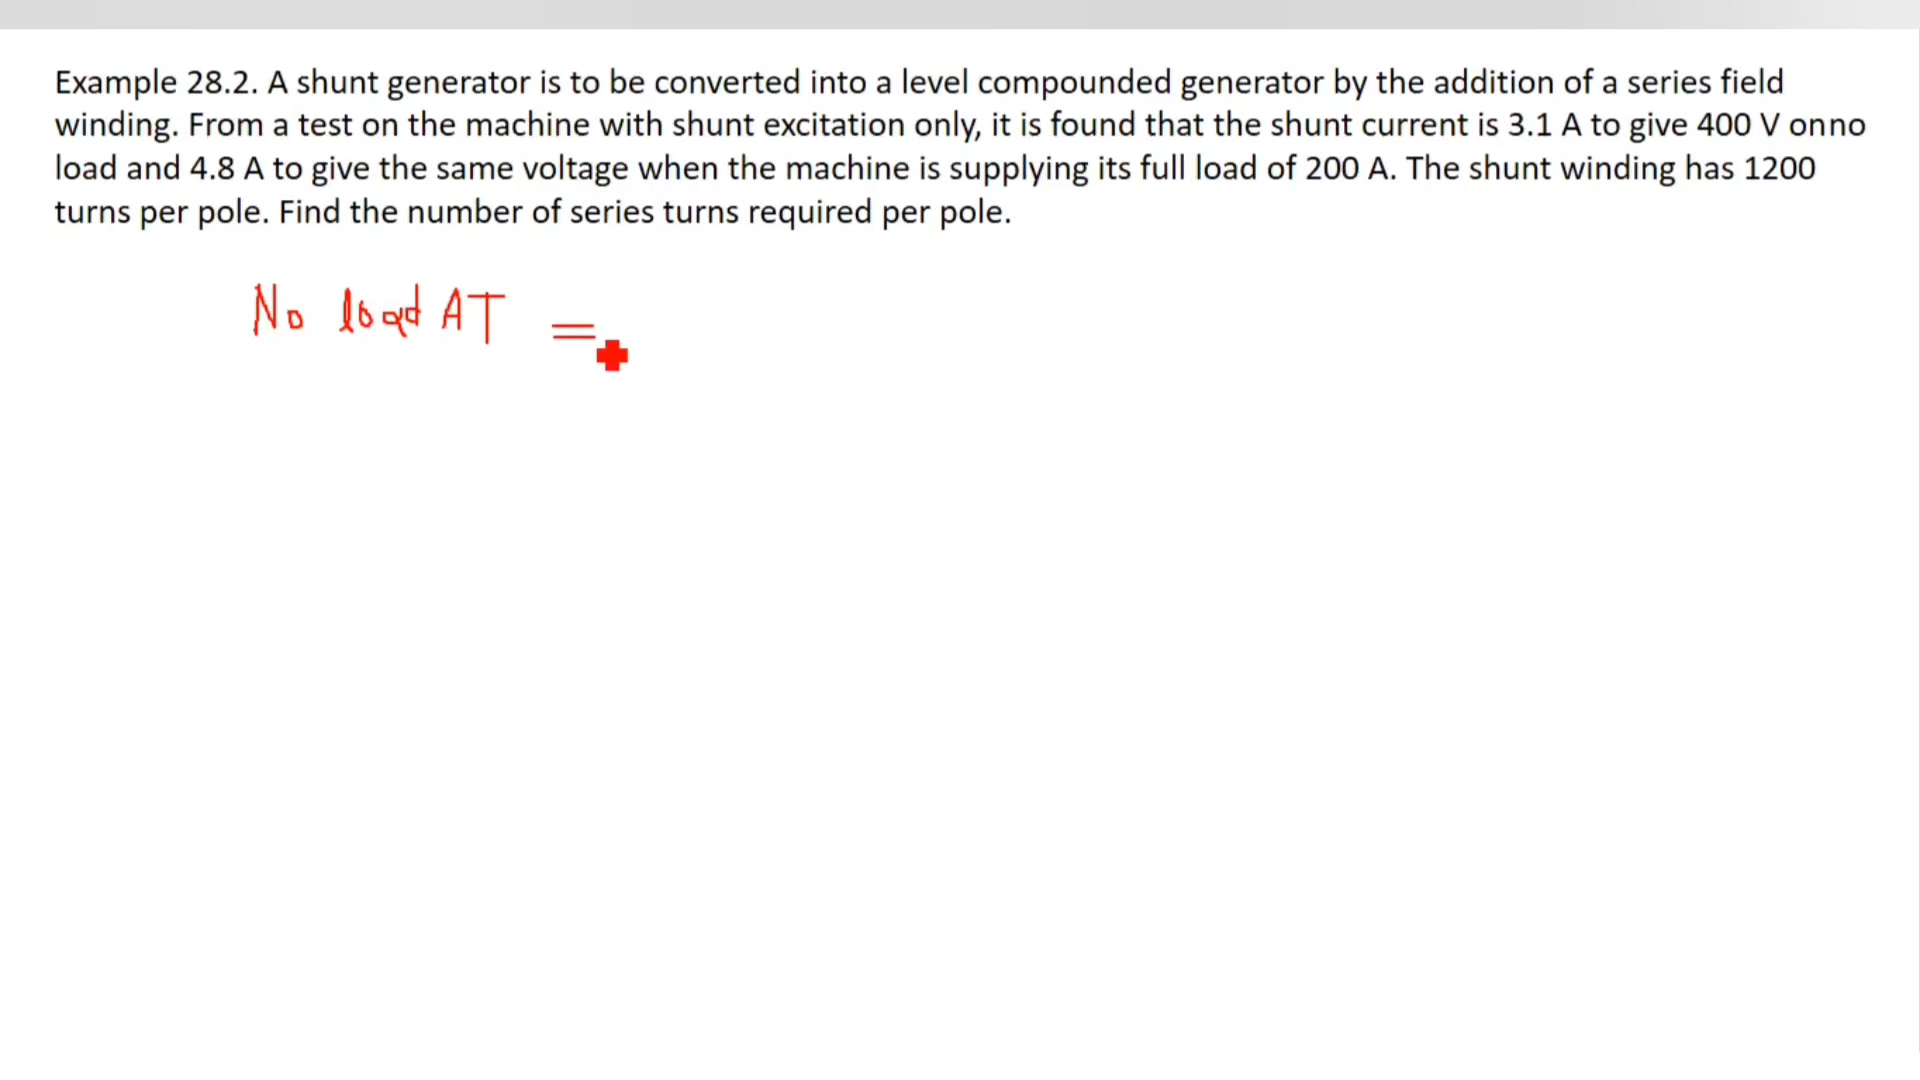 Example 28.2. A shunt generator is to be converted into a level compounded generator by the addition of a series field
winding. From a test on the machine with shunt excitation only, it is found that the shunt current is 3.1 A to give 400 V onno
load and 4.8 A to give the same voltage when the machine is supplying its full load of 200 A. The shunt winding has 1200
turns per pole. Find the number of series turns required per pole.
No load AT =